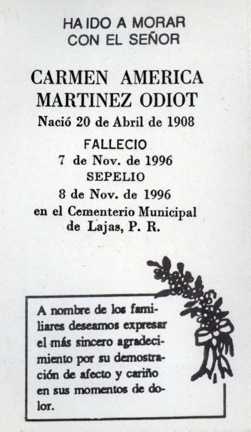 HA IDO A MORAR
CON EL SEÑOR
CARMEN AMERICA
MARTINEZ ODIOT
Nació 20 de Abril de 1908
FALLECIO
7 de Nov. de 1996
SEPELIO
8 de Nov. de 1996
en el Cementerio Municipal
de Lajas, P. R.
A nombre de los fami-
liares deseamos expresar
el más sincero agradeci-
miento por su demostra-
ción de afecto y cariño
en sus momentos de do-
lor.